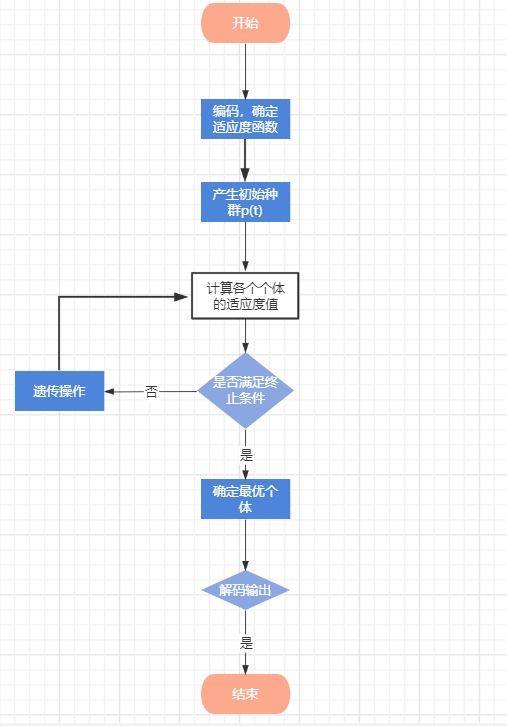 开始
编码，确定
适应度函数
产生初始种
群p(t)
计算各个个体
的适应度值
是否满足终
止条件
否
遗传操作
是
确定最优个
体
解码输出
是
结束